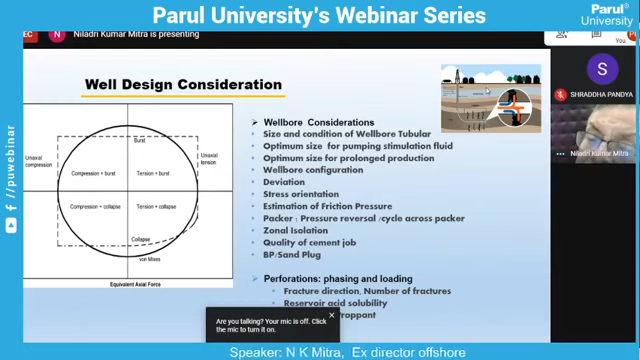 Parul University's Webinar Series
Parul®
University
EC
N
Niladri Kumar Mitra is presenting
You
Well Design Consideration
Burst
Uniaxial
compression
Uniaxial
tension
Compression + burst
Tension + burst
Compression + collapse
Tension + collapse
Collapse
von Mises
Equivalent Axial Force
Wellbore Considerations
• Size and condition of Wellbore Tubular
• Optimum size for pumping stimulation fluid
• Optimum size for prolonged production
• Wellbore configuration
• Deviation
• Stress orientation
• Estimation of Friction Pressure
• Packer : Pressure reversal /cycle across packer
• Zonal Isolation
• Quality of cement job
• BP/Sand Plug
Perforations: phasing and loading
• Fracture direction, Number of fractures
• Reservoir acid solubility
Proppant
Are you talking? Your mic is off. Click
the mic to turn it on.
S
SHRADDHA PANDYA
Niladri Kumar Mitra
/puwebinar
Speaker: N K Mitra, Ex director offshore